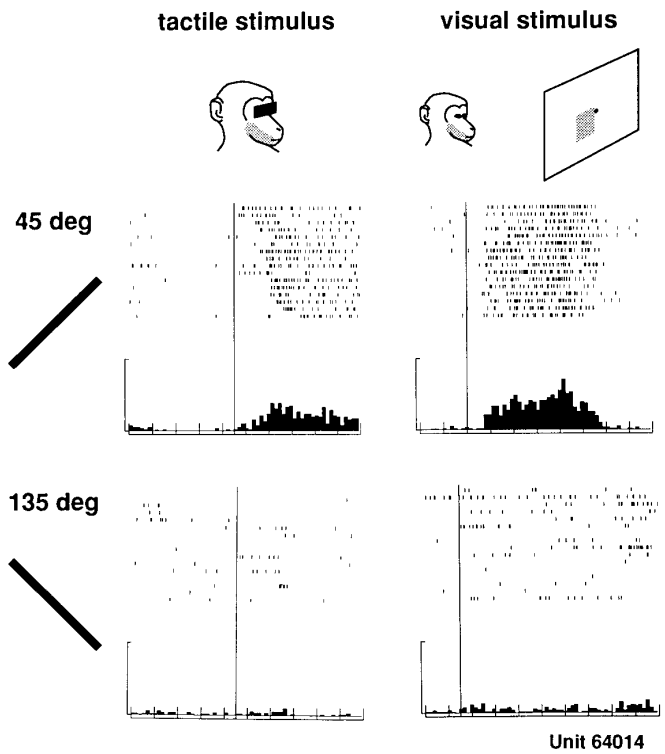 tactile stimulus
visual stimulus
45 deg
135 deg
Unit 64014